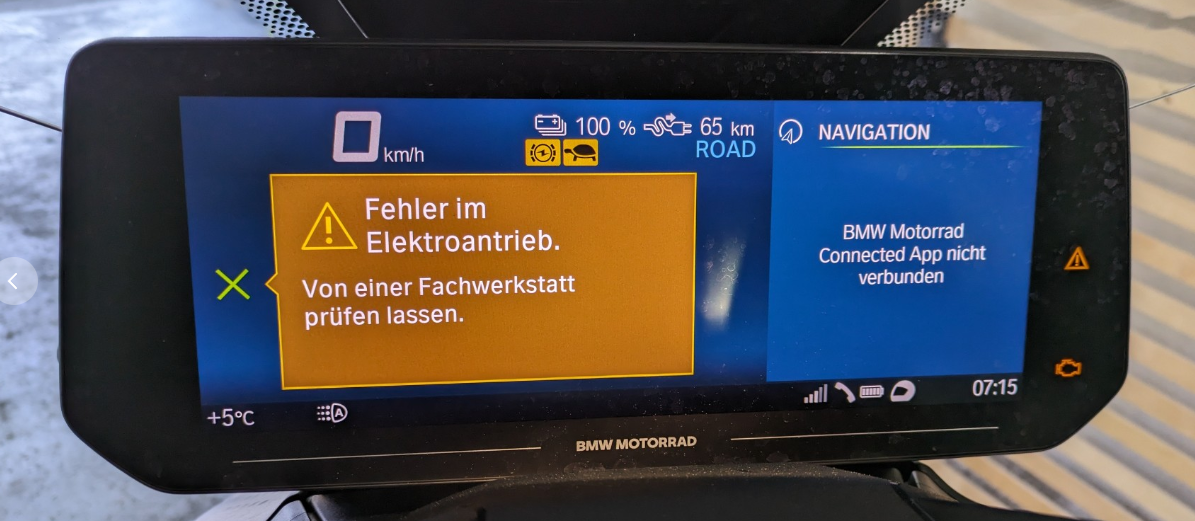 0 km/h
100 % 65 km
ROAD
Fehler im
Elektroantrieb.
Von einer Fachwerkstatt
prüfen lassen.
NAVIGATION
BMW Motorrad
Connected App nicht
verbunden
+5°C
A
07:15
BMW MOTORRAD